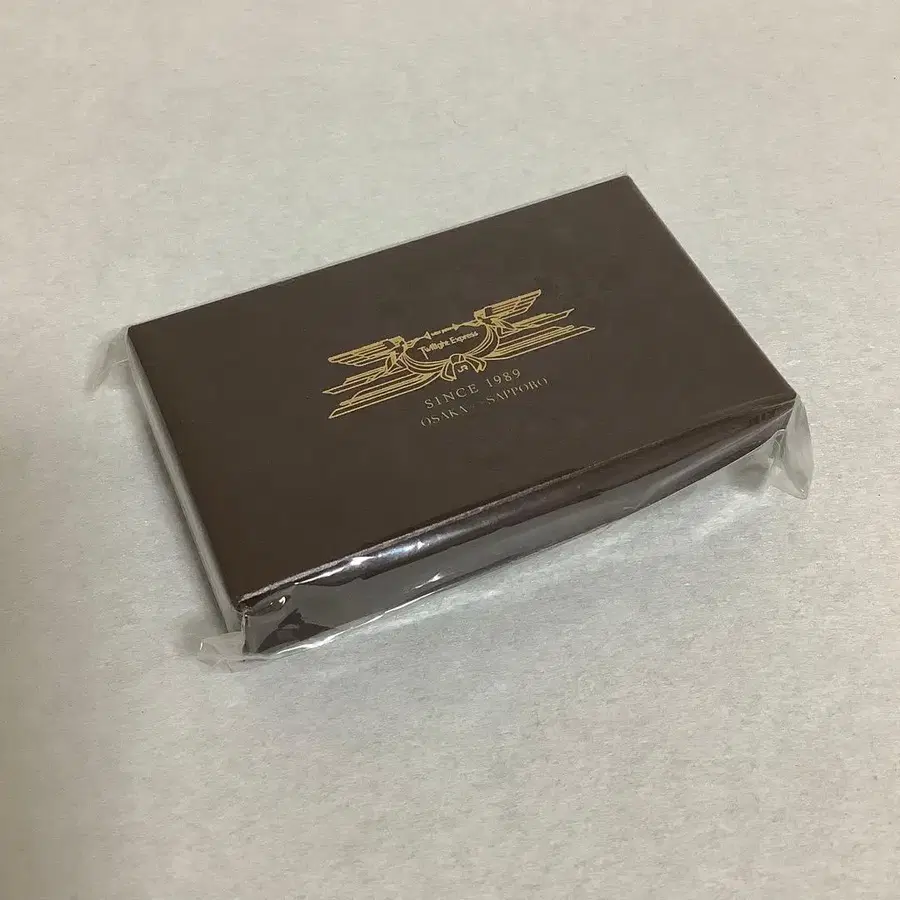 Twilight Express
SINCE 1989
OSAKA SAPPORO